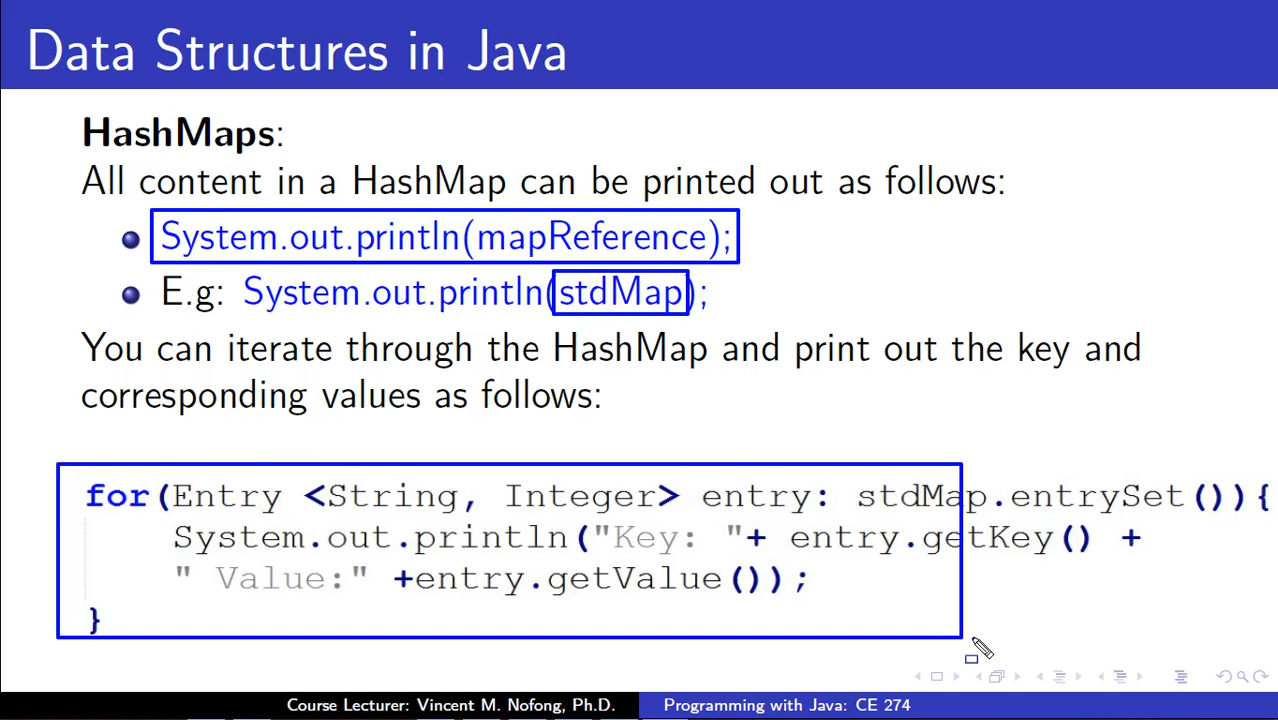 Data Structures in Java
HashMaps:
All content in a HashMap can be printed out as follows:
System.out.println(mapReference);
E.g: System.out.println(stdMap);
You can iterate through the HashMap and print out the key and
corresponding values as follows:
for(Entry <String, Integer> entry: stdMap.entrySet()){
System.out.println("Key: "+ entry.getKey() +
" Value:" +entry.getValue());
}
Course Lecturer: Vincent M. Nofong, Ph.D. Programming with Java: CE 274